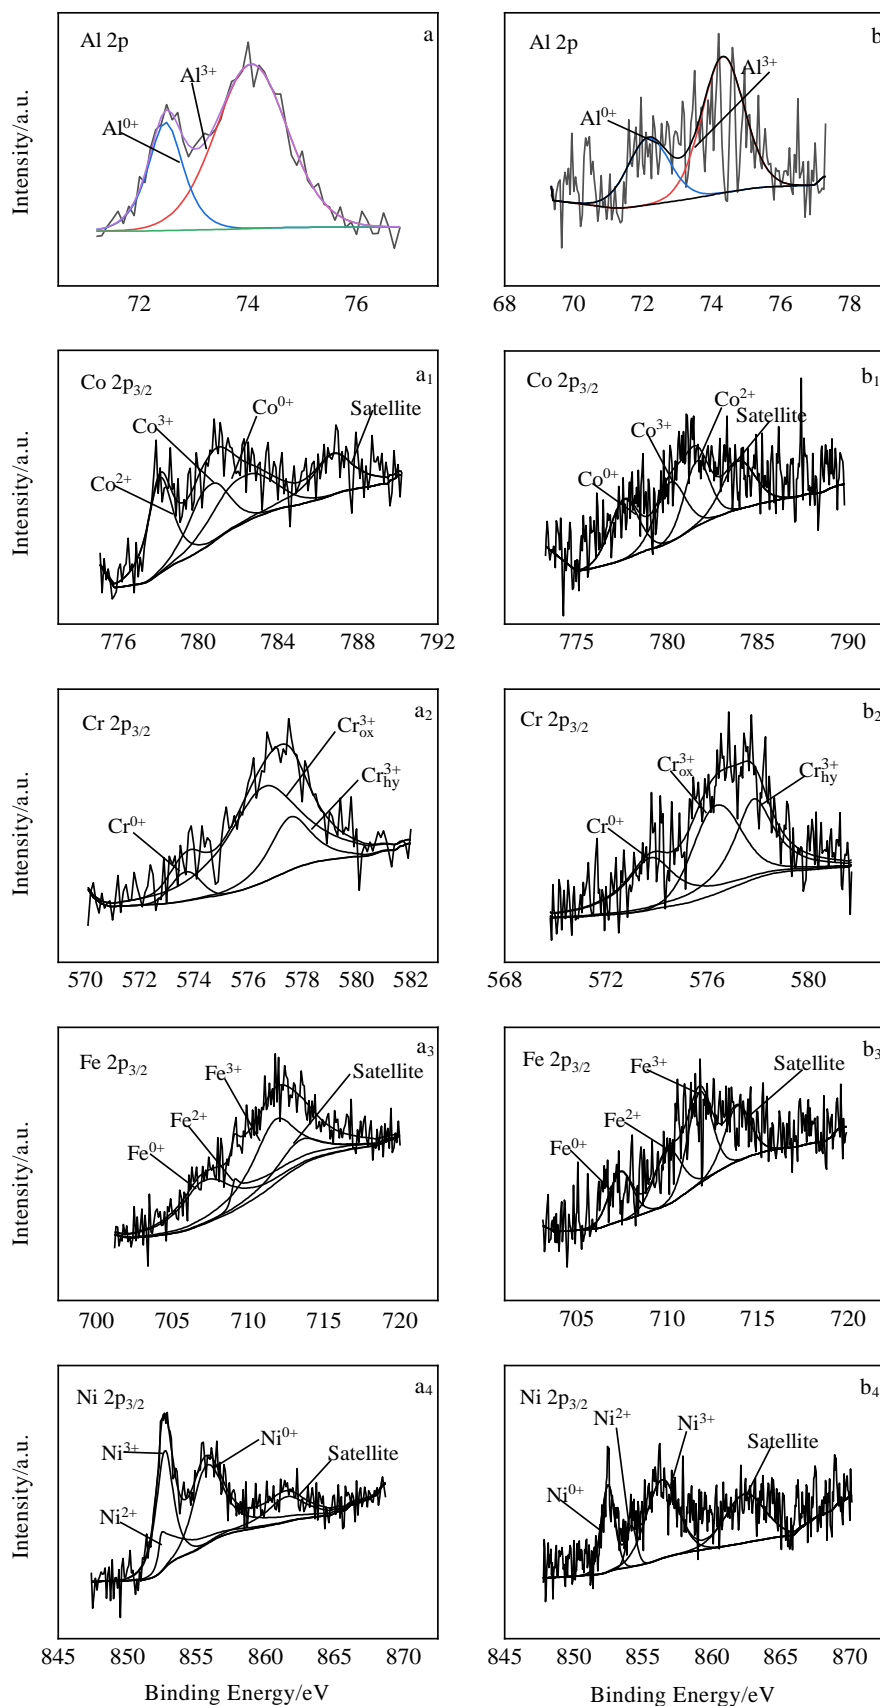 Al 2p a
Al³⁺
Al⁰⁺
Intensity/a.u.
72 74 76
Al 2p b
Al³⁺
Al⁰⁺
68 70 72 74 76 78
Co 2p₃/₂ a₁
Co³⁺ Co⁰⁺ Satellite
Co²⁺
Intensity/a.u.
776 780 784 788 792
Co 2p₃/₂ b₁
Co²⁺
Co³⁺ Satellite
Co⁰⁺
775 780 785 790
Cr 2p₃/₂ a₂
Cr³⁺ox
Cr³⁺hy
Cr⁰⁺
Intensity/a.u.
570 572 574 576 578 580 582
Cr 2p₃/₂ b₂
Cr³⁺ox Cr³⁺hy
Cr⁰⁺
568 572 576 580
Fe 2p₃/₂ a₃
Fe³⁺ Satellite
Fe²⁺
Fe⁰⁺
Intensity/a.u.
700 705 710 715 720
Fe 2p₃/₂ b₃
Fe³⁺ Satellite
Fe²⁺
Fe⁰⁺
705 710 715 720
Ni 2p₃/₂ a₄
Ni³⁺ Ni⁰⁺ Satellite
Ni²⁺
Intensity/a.u.
845 850 855 860 865 870
Binding Energy/eV
Ni 2p₃/₂ b₄
Ni²⁺ Ni³⁺
Satellite
Ni⁰⁺
845 850 855 860 865 870
Binding Energy/eV